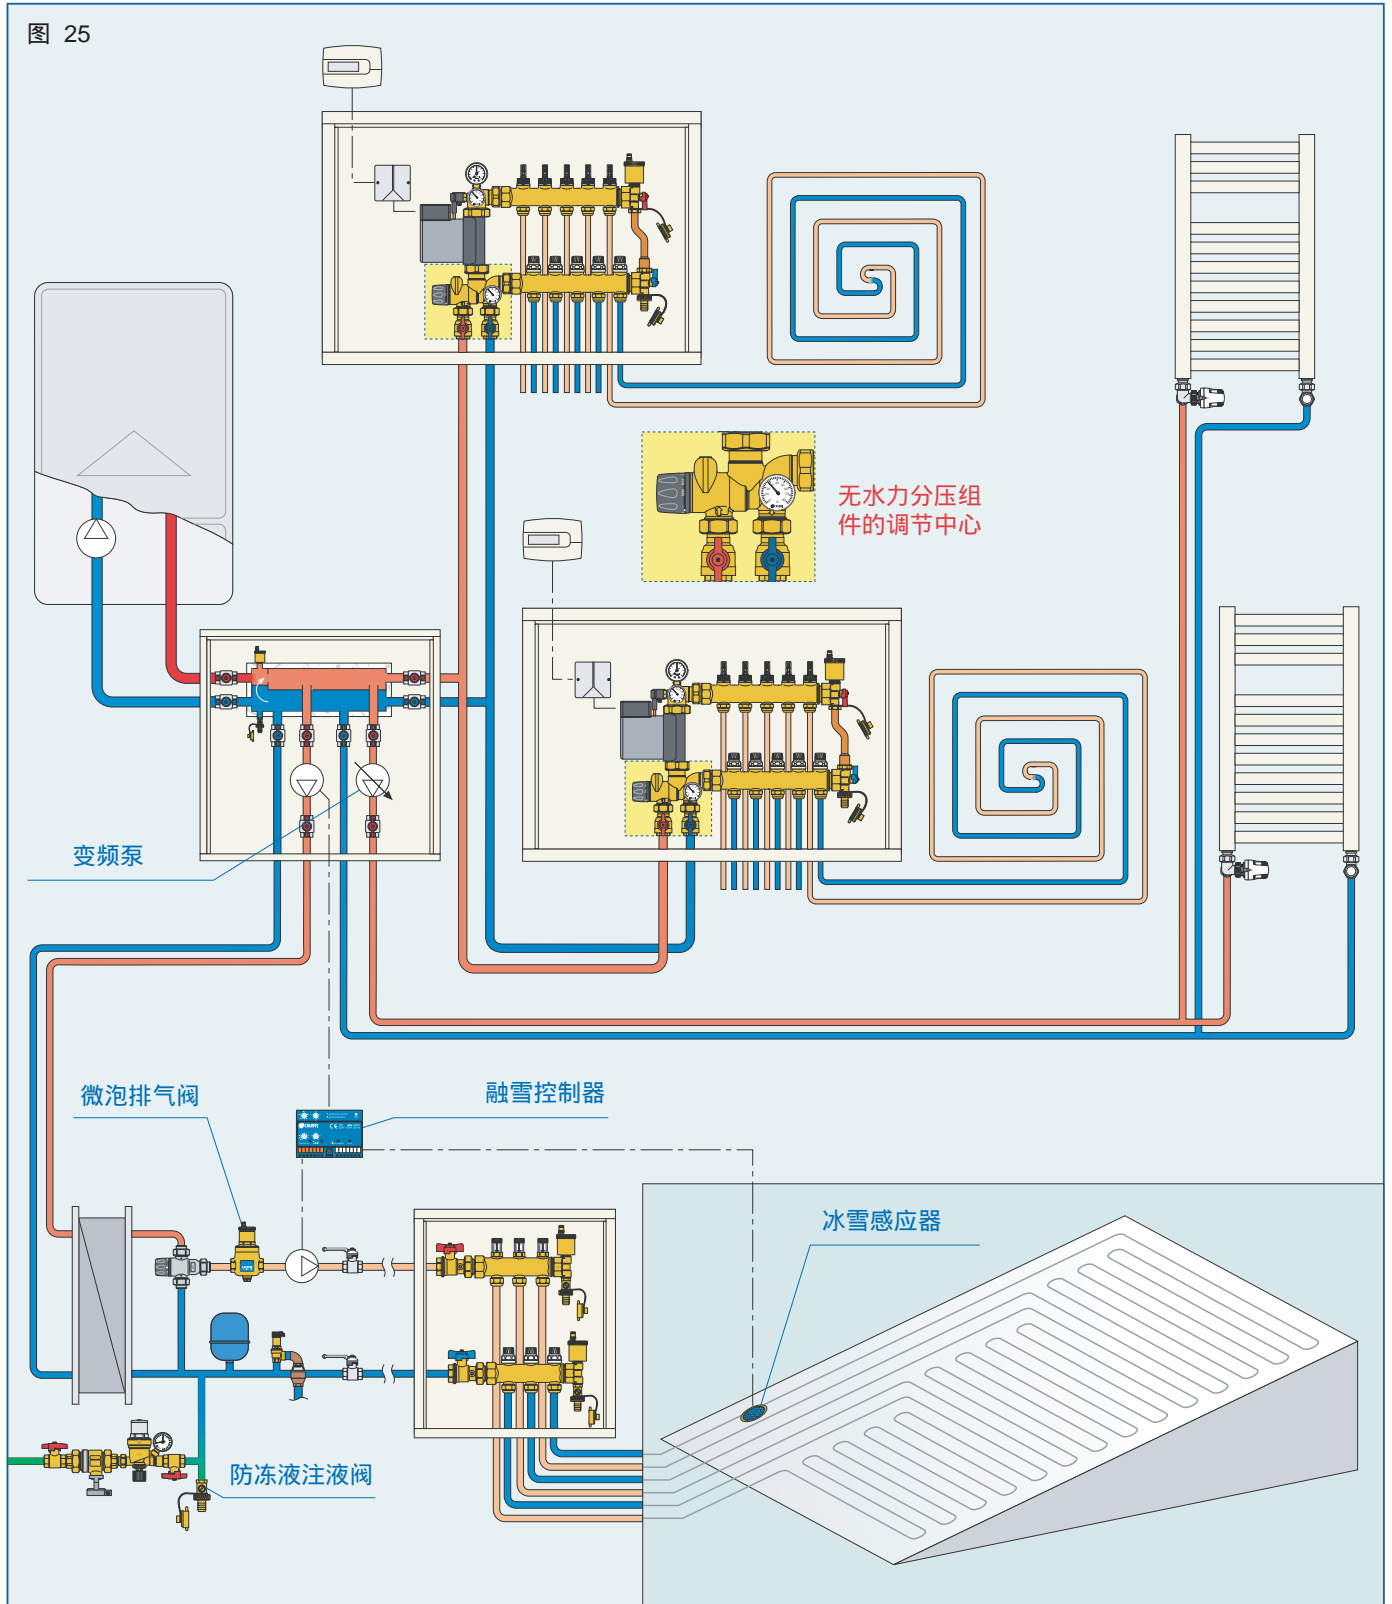 图 25
无水力分压组
件的调节中心
变频泵
微泡排气阀
融雪控制器
冰雪感应器
防冻液注液阀